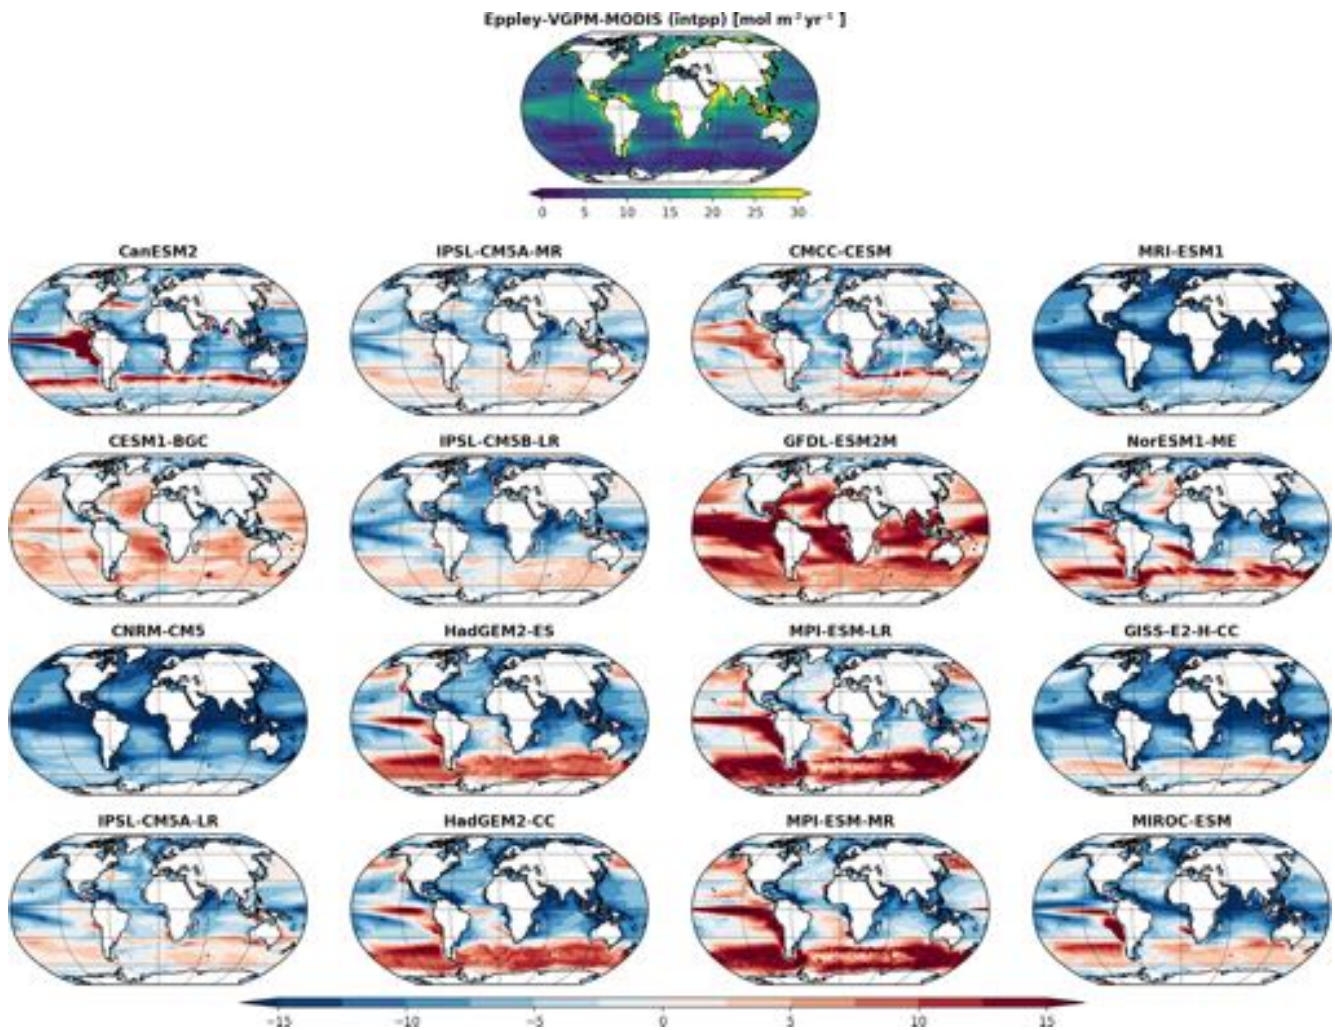 Eppley-VGPM-MODIS (intpp) [mol m⁻² yr⁻¹ ]
0 5 10 15 20 25 30
CanESM2 IPSL-CM5A-MR CMCC-CESM MRI-ESM1
CESM1-BGC IPSL-CM5B-LR GFDL-ESM2M NorESM1-ME
CNRM-CM5 HadGEM2-ES MPI-ESM-LR GISS-E2-H-CC
IPSL-CM5A-LR HadGEM2-CC MPI-ESM-MR MIROC-ESM
−15 −10 −5 0 5 10 15